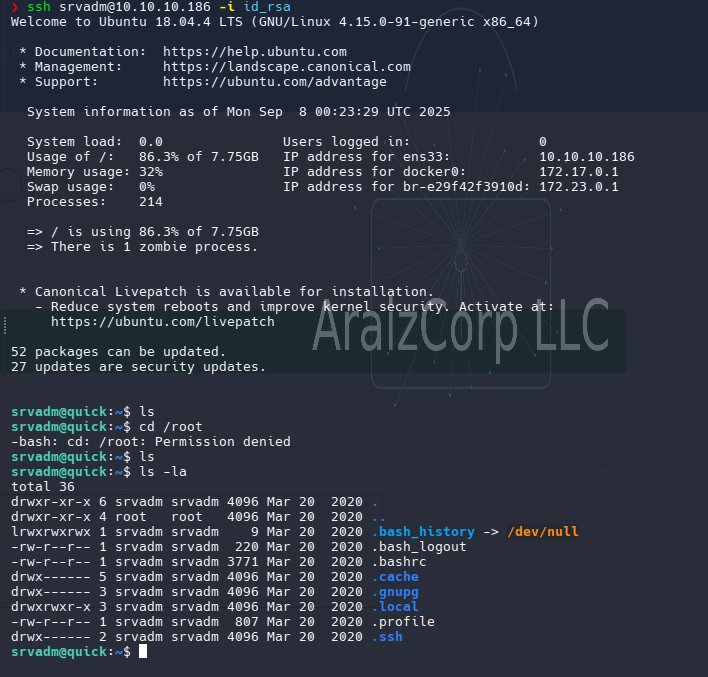 ❯ ssh srvadm@10.10.10.186 -i id_rsa
Welcome to Ubuntu 18.04.4 LTS (GNU/Linux 4.15.0-91-generic x86_64)
 * Documentation:  https://help.ubuntu.com
 * Management:     https://landscape.canonical.com
 * Support:        https://ubuntu.com/advantage
  System information as of Mon Sep  8 00:23:29 UTC 2025
  System load:  0.0                Users logged in:                0
  Usage of /:   86.3% of 7.75GB   IP address for ens33:           10.10.10.186
  Memory usage: 32%               IP address for docker0:         172.17.0.1
  Swap usage:   0%                IP address for br-e29f42f3910d: 172.23.0.1
  Processes:    214
  => / is using 86.3% of 7.75GB
  => There is 1 zombie process.
 * Canonical Livepatch is available for installation.
   - Reduce system reboots and improve kernel security. Activate at:
     https://ubuntu.com/livepatch
AraIzCorp LLC
52 packages can be updated.
27 updates are security updates.
srvadm@quick:~$ ls
srvadm@quick:~$ cd /root
-bash: cd: /root: Permission denied
srvadm@quick:~$ ls
srvadm@quick:~$ ls -la
total 36
drwxr-xr-x 6 srvadm srvadm 4096 Mar 20  2020 .
drwxr-xr-x 4 root   root   4096 Mar 20  2020 ..
lrwxrwxrwx 1 srvadm srvadm    9 Mar 20  2020 .bash_history -> /dev/null
-rw-r--r-- 1 srvadm srvadm  220 Mar 20  2020 .bash_logout
-rw-r--r-- 1 srvadm srvadm 3771 Mar 20  2020 .bashrc
drwx------ 5 srvadm srvadm 4096 Mar 20  2020 .cache
drwx------ 3 srvadm srvadm 4096 Mar 20  2020 .gnupg
drwxrwxr-x 3 srvadm srvadm 4096 Mar 20  2020 .local
-rw-r--r-- 1 srvadm srvadm  807 Mar 20  2020 .profile
drwx------ 2 srvadm srvadm 4096 Mar 20  2020 .ssh
srvadm@quick:~$